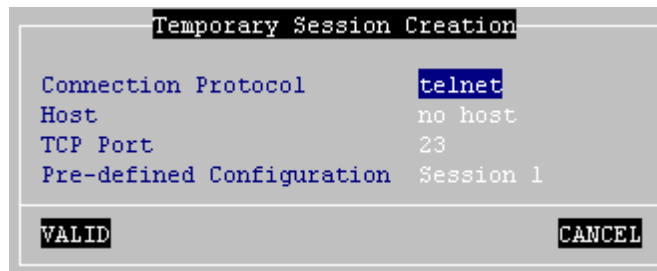 Temporary Session Creation
Connection Protocol telnet
Host no host
TCP Port 23
Pre-defined Configuration Session 1
VALID CANCEL